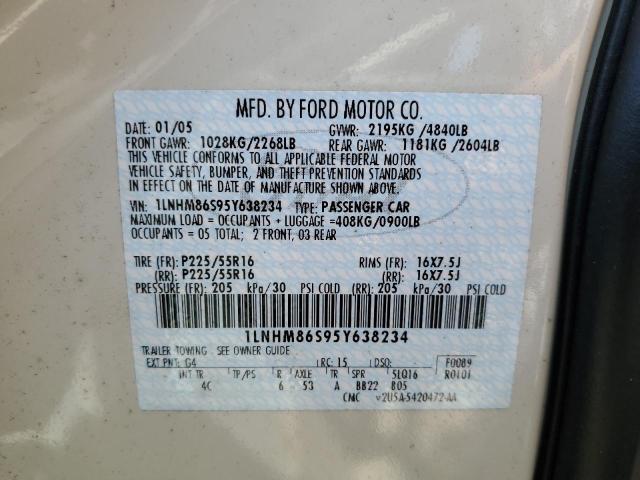 MFD. BY FORD MOTOR CO.
DATE: 01/05 GVWR: 2195KG /4840LB
FRONT GAWR: 1028KG/2268LB REAR GAWR: 1181KG /2604LB
THIS VEHICLE CONFORMS TO ALL APPLICABLE FEDERAL MOTOR
VEHICLE SAFETY, BUMPER, AND THEFT PREVENTION STANDARDS
IN EFFECT ON THE DATE OF MANUFACTURE SHOWN ABOVE.
VIN: 1LNHM86S95Y638234 TYPE: PASSENGER CAR
MAXIMUM LOAD = OCCUPANTS + LUGGAGE =408KG/0900LB
OCCUPANTS = 05 TOTAL; 2 FRONT, 03 REAR
TIRE (FR): P225/55R16 RIMS (FR): 16X7.5J
(RR): P225/55R16 (RR): 16X7.5J
PRESSURE (FR): 205 kPa/30 PSI COLD (RR): 205 kPa/30 PSI COLD
1LNHM86S95Y638234
TRAILER TOWING _ SEE OWNER GUIDE
EXT PNT: G4 RC: 15 DSO: F0089
INT TR TP/PS R AXLE TR SPR 5LQ16 R0101
4C 6 53 A BB22 B05
CMC v2U5A-5420472-AA